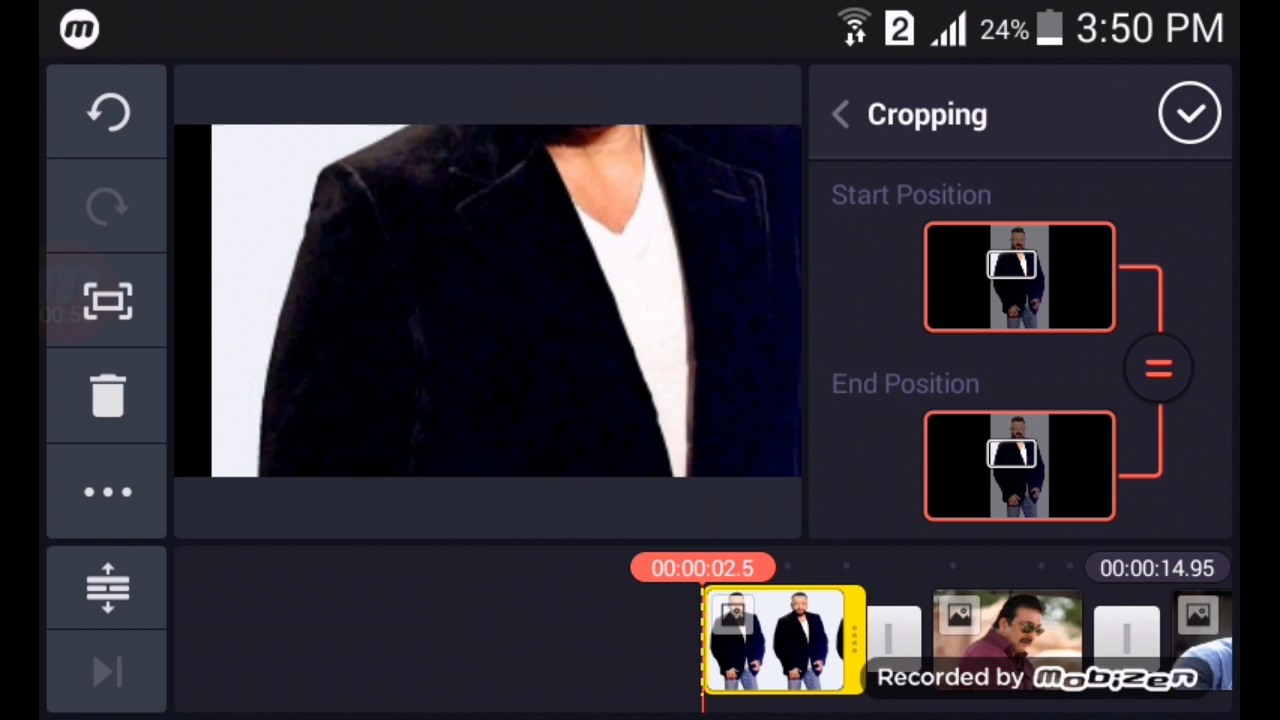 m
2
24%
3:50 PM
Cropping
Start Position
End Position
00:00:02.5
00:00:14.95
Recorded by mobizen